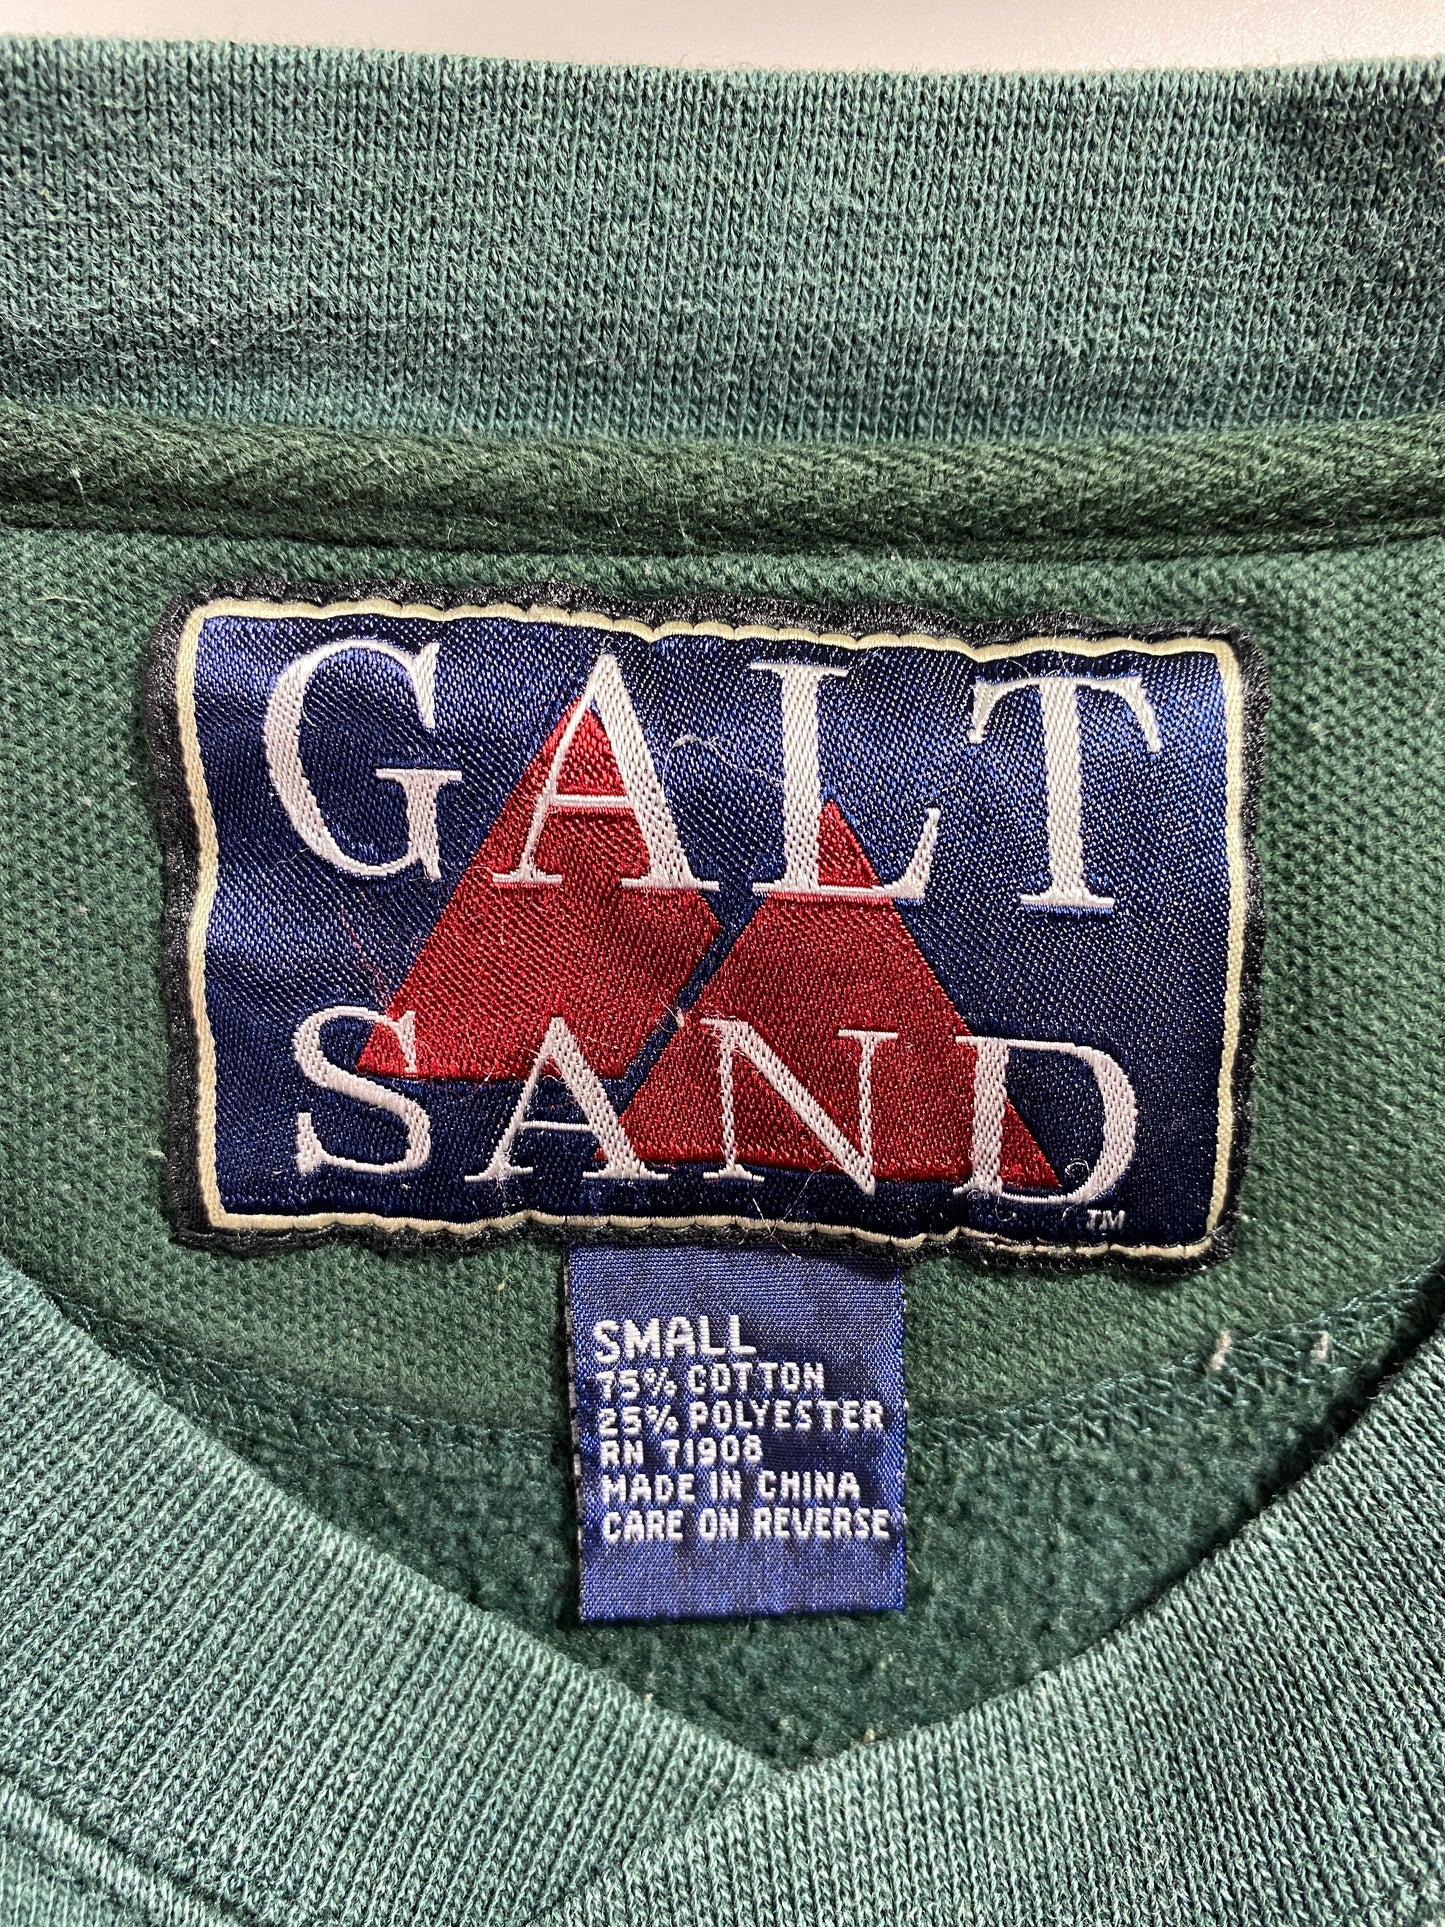 GALT
SAND
TM
SMALL
75% COTTON
25% POLYESTER
RN 71908
MADE IN CHINA
CARE ON REVERSE